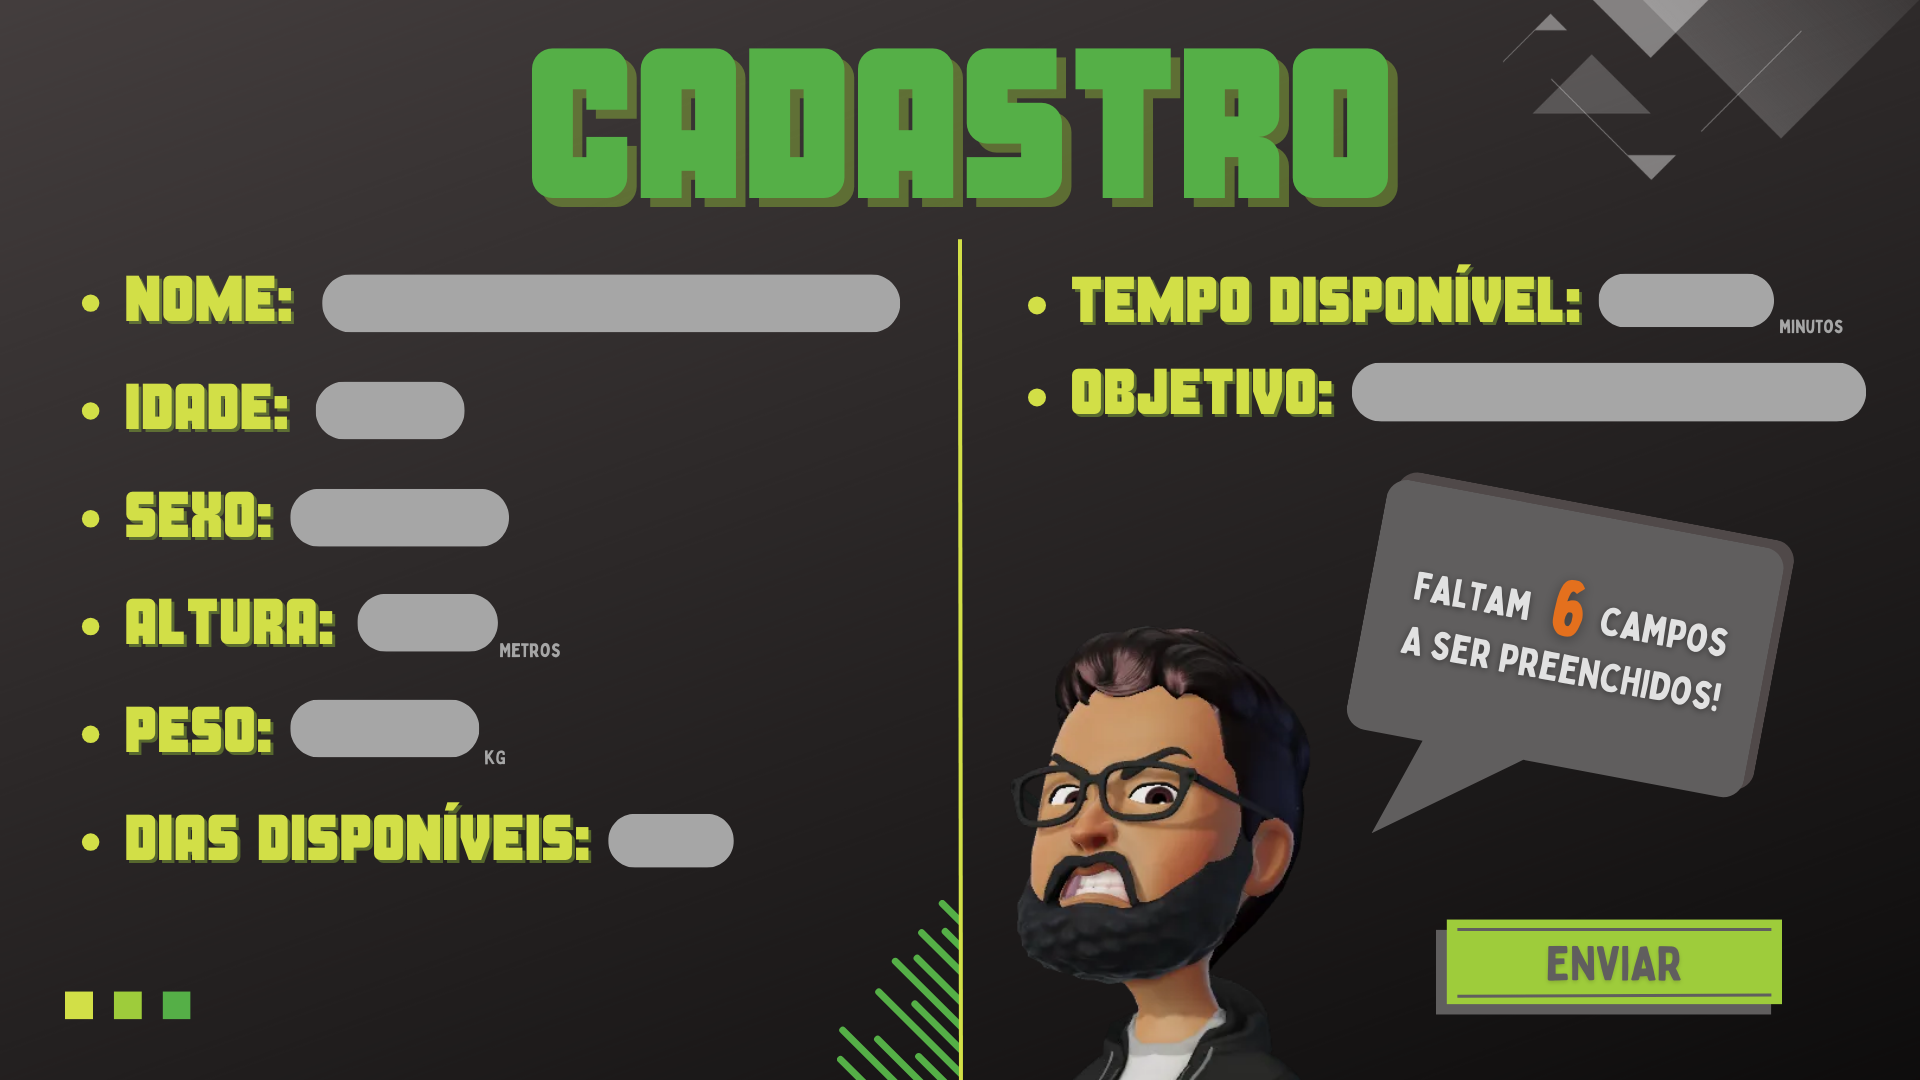 CADASTRO
NOME:
IDADE:
SEXO:
ALTURA:
METROS
PESO:
KG
DIAS DISPONÍVEIS:
TEMPO DISPONÍVEL:
MINUTOS
OBJETIVO:
FALTAM 6 CAMPOS
A SER PREENCHIDOS!
ENVIAR